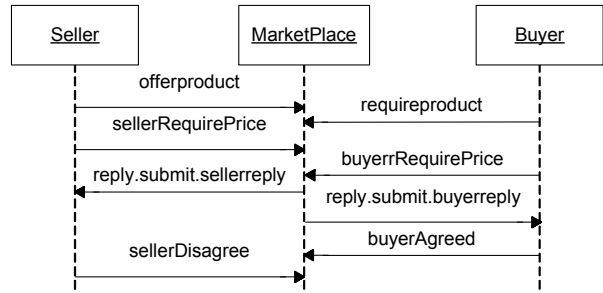 Seller
MarketPlace
Buyer
offerproduct
requireproduct
sellerRequirePrice
buyerrRequirePrice
reply.submit.sellerreply
reply.submit.buyerreply
buyerAgreed
sellerDisagree